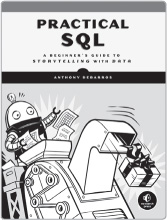 PRACTICAL
SQL
A BEGINNER'S GUIDE TO
STORYTELLING WITH DATA
ANTHONY DEBARROS